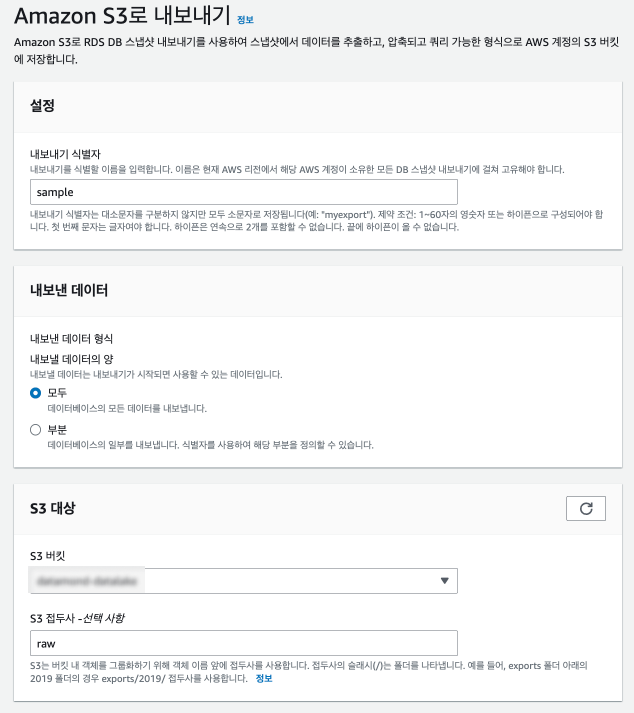 Amazon S3로 내보내기 정보
Amazon S3로 RDS DB 스냅샷 내보내기를 사용하여 스냅샷에서 데이터를 추출하고, 압축되고 쿼리 가능한 형식으로 AWS 계정의 S3 버킷
에 저장합니다.
설정
내보내기 식별자
내보내기를 식별할 이름을 입력합니다. 이름은 현재 AWS 리전에서 해당 AWS 계정이 소유한 모든 DB 스냅샷 내보내기에 걸쳐 고유해야 합니다.
sample
내보내기 식별자는 대소문자를 구분하지 않지만 모두 소문자로 저장됩니다(예: "myexport"). 제약 조건: 1~60자의 영숫자 또는 하이픈으로 구성되어야 합
니다. 첫 번째 문자는 글자여야 합니다. 하이픈은 연속으로 2개를 포함할 수 없습니다. 끝에 하이픈이 올 수 없습니다.
내보낸 데이터
내보낸 데이터 형식
내보낼 데이터의 양
내보낼 데이터는 내보내기가 시작되면 사용할 수 있는 데이터입니다.
모두
데이터베이스의 모든 데이터를 내보냅니다.
부분
데이터베이스의 일부를 내보냅니다. 식별자를 사용하여 해당 부분을 정의할 수 있습니다.
S3 대상
S3 버킷
S3 접두사 -선택 사항
raw
S3는 버킷 내 객체를 그룹화하기 위해 객체 이름 앞에 접두사를 사용합니다. 접두사의 슬래시(/)는 폴더를 나타냅니다. 예를 들어, exports 폴더 아래의
2019 폴더의 경우 exports/2019/ 접두사를 사용합니다. 정보